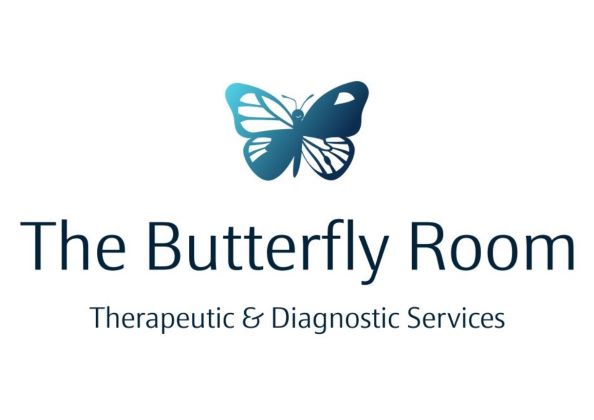 The Butterfly Room
Therapeutic & Diagnostic Services